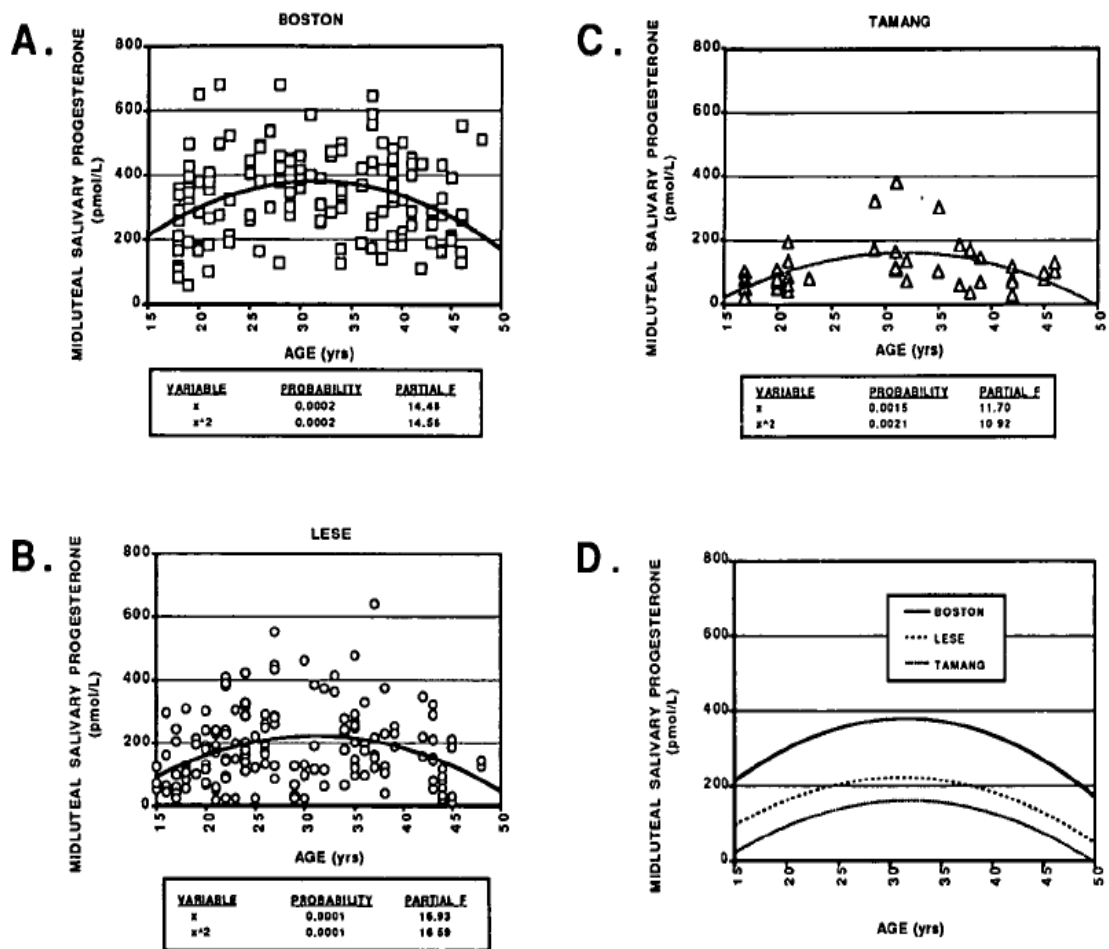 A.
BOSTON
MIDLUTEAL SALIVARY PROGESTERONE
(pmol/L)
800
600
400
200
0
15
20
25
30
35
40
45
50
AGE (yrs)
VARIABLE PROBABILITY PARTIAL F
x 0.0002 14.48
x^2 0.0002 14.56
C.
TAMANG
MIDLUTEAL SALIVARY PROGESTERONE
(pmol/L)
800
600
400
200
0
15
20
25
30
35
40
45
50
AGE (yrs)
VARIABLE PROBABILITY PARTIAL F
x 0.0015 11.70
x^2 0.0021 10 92
B.
LESE
MIDLUTEAL SALIVARY PROGESTERONE
(pmol/L)
800
600
400
200
0
15
20
25
30
35
40
45
50
AGE (yrs)
VARIABLE PROBABILITY PARTIAL F
x 0.0001 16.93
x^2 0.0001 16 59
D.
MIDLUTEAL SALIVARY PROGESTERONE
(pmol/L)
800
600
400
200
0
BOSTON
LESE
TAMANG
15
20
25
30
35
40
45
50
AGE (yrs)